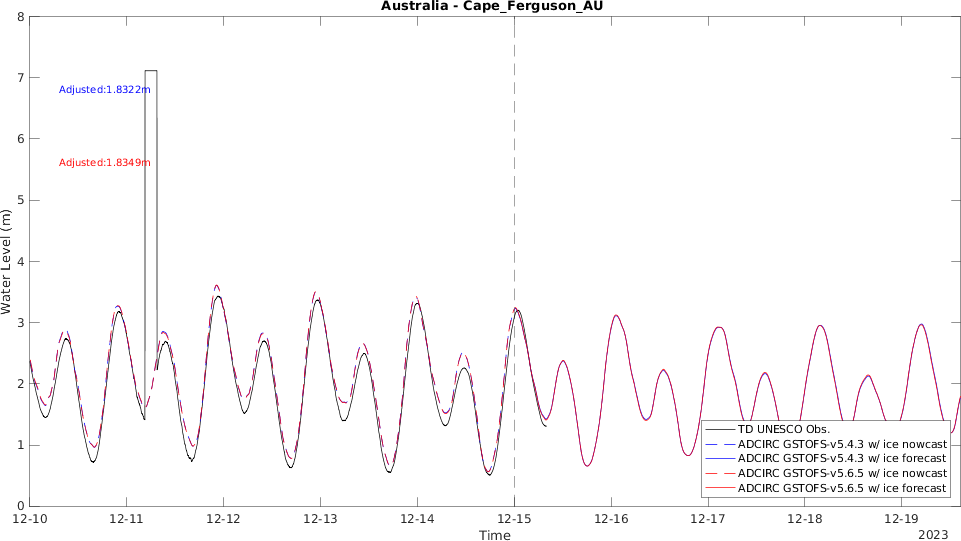 Australia - Cape_Ferguson_AU
8
7
6
5
4
3
2
1
0
Water Level (m)
Adjusted:1.8322m
Adjusted:1.8349m
TD UNESCO Obs.
ADCIRC GSTOFS-v5.4.3 w/ ice nowcast
ADCIRC GSTOFS-v5.4.3 w/ ice forecast
ADCIRC GSTOFS-v5.6.5 w/ ice nowcast
ADCIRC GSTOFS-v5.6.5 w/ ice forecast
12-10 12-11 12-12 12-13 12-14 12-15 12-16 12-17 12-18 12-19
Time
2023